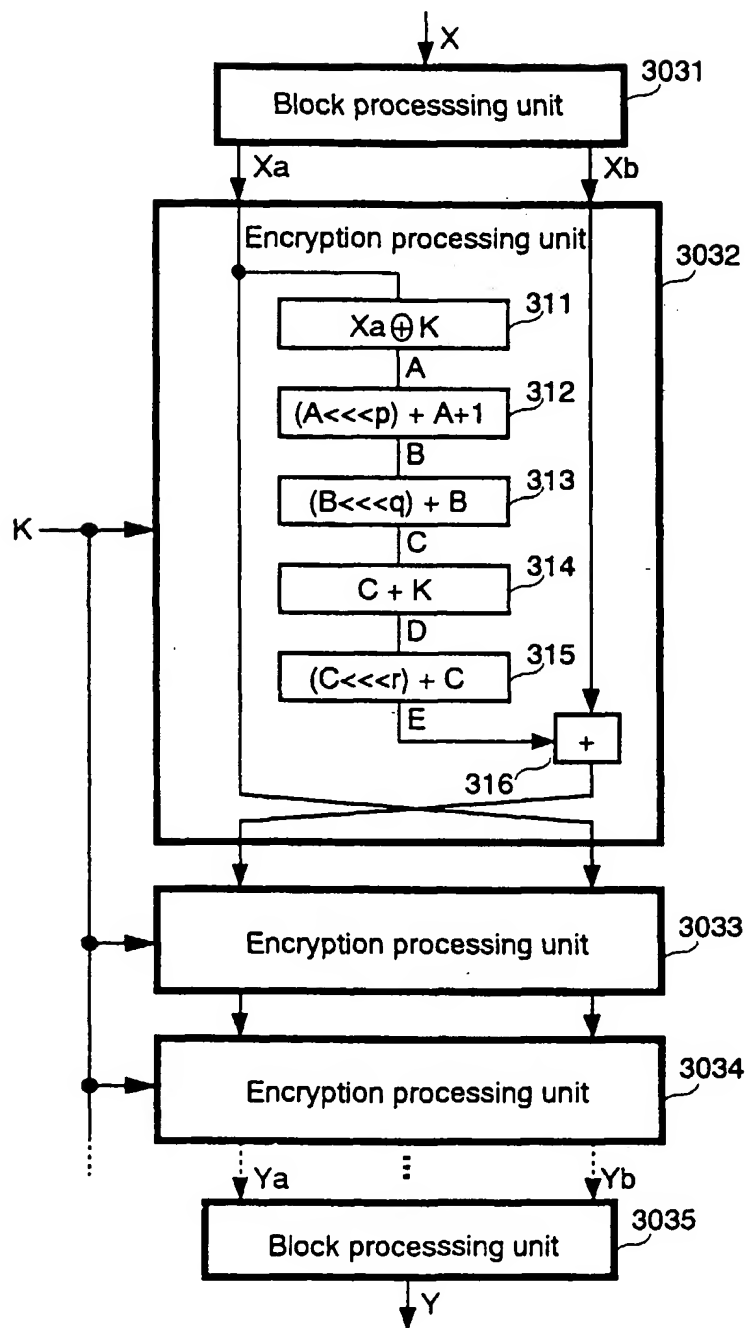 X
3031
Block processsing unit
Xa
Xb
Encryption processing unit
3032
311
Xa⊕K
A
312
(A<<<p) + A+1
B
313
(B<<<q) + B
K
C
314
C + K
D
315
(C<<<r) + C
E
+
316
Encryption processing unit
3033
Encryption processing unit
3034
Ya
Yb
3035
Block processsing unit
Y